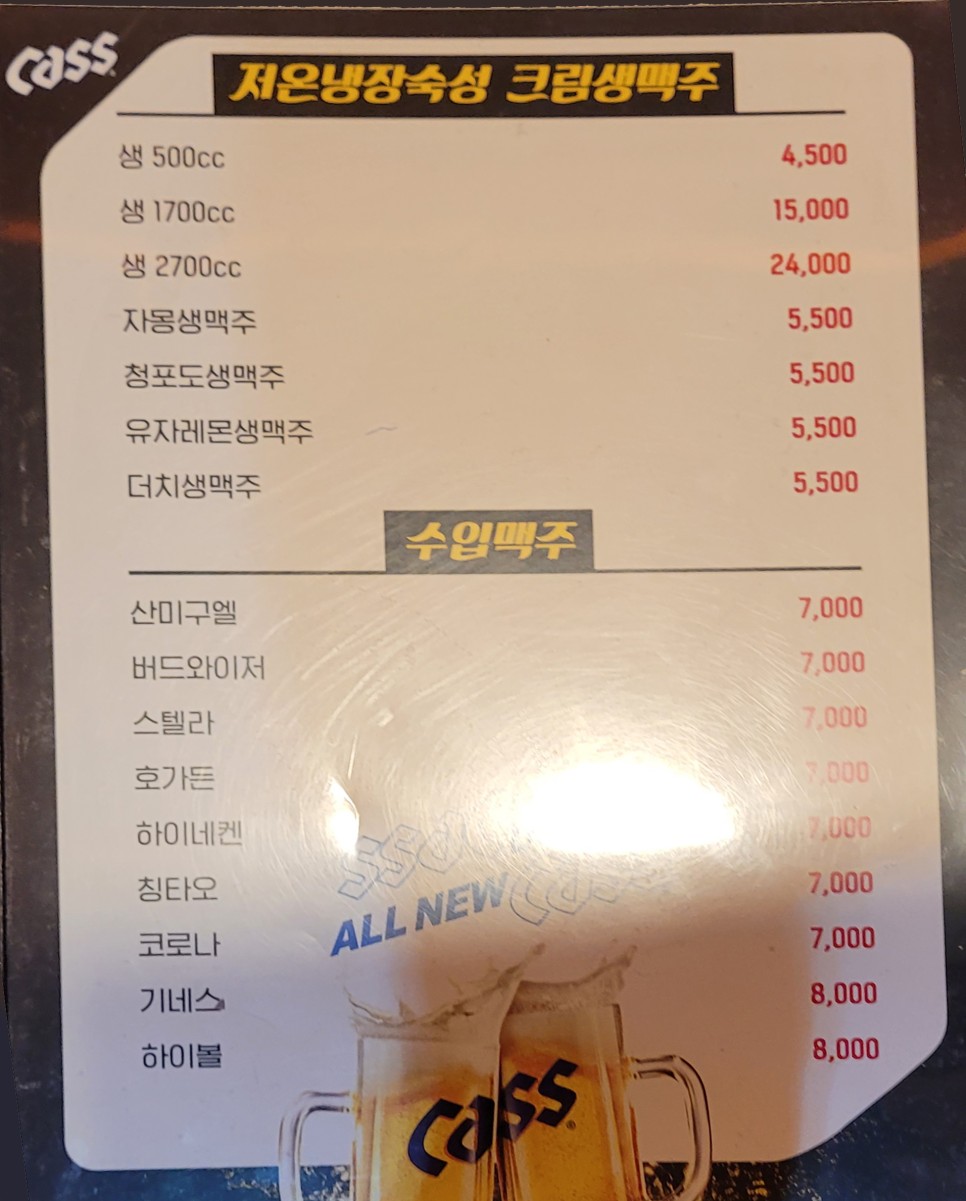 Cass
저온냉장숙성 크림생맥주
생 500cc 4,500
생 1700cc 15,000
생 2700cc 24,000
자몽생맥주 5,500
청포도생맥주 5,500
유자레몬생맥주 5,500
더치생맥주 5,500
수입맥주
산미구엘 7,000
버드와이저 7,000
스텔라 7,000
호가든 7,000
하이네켄 7,000
칭타오 7,000
코로나 7,000
기네스 8,000
하이볼 8,000
ALL NEW Cass
Cass